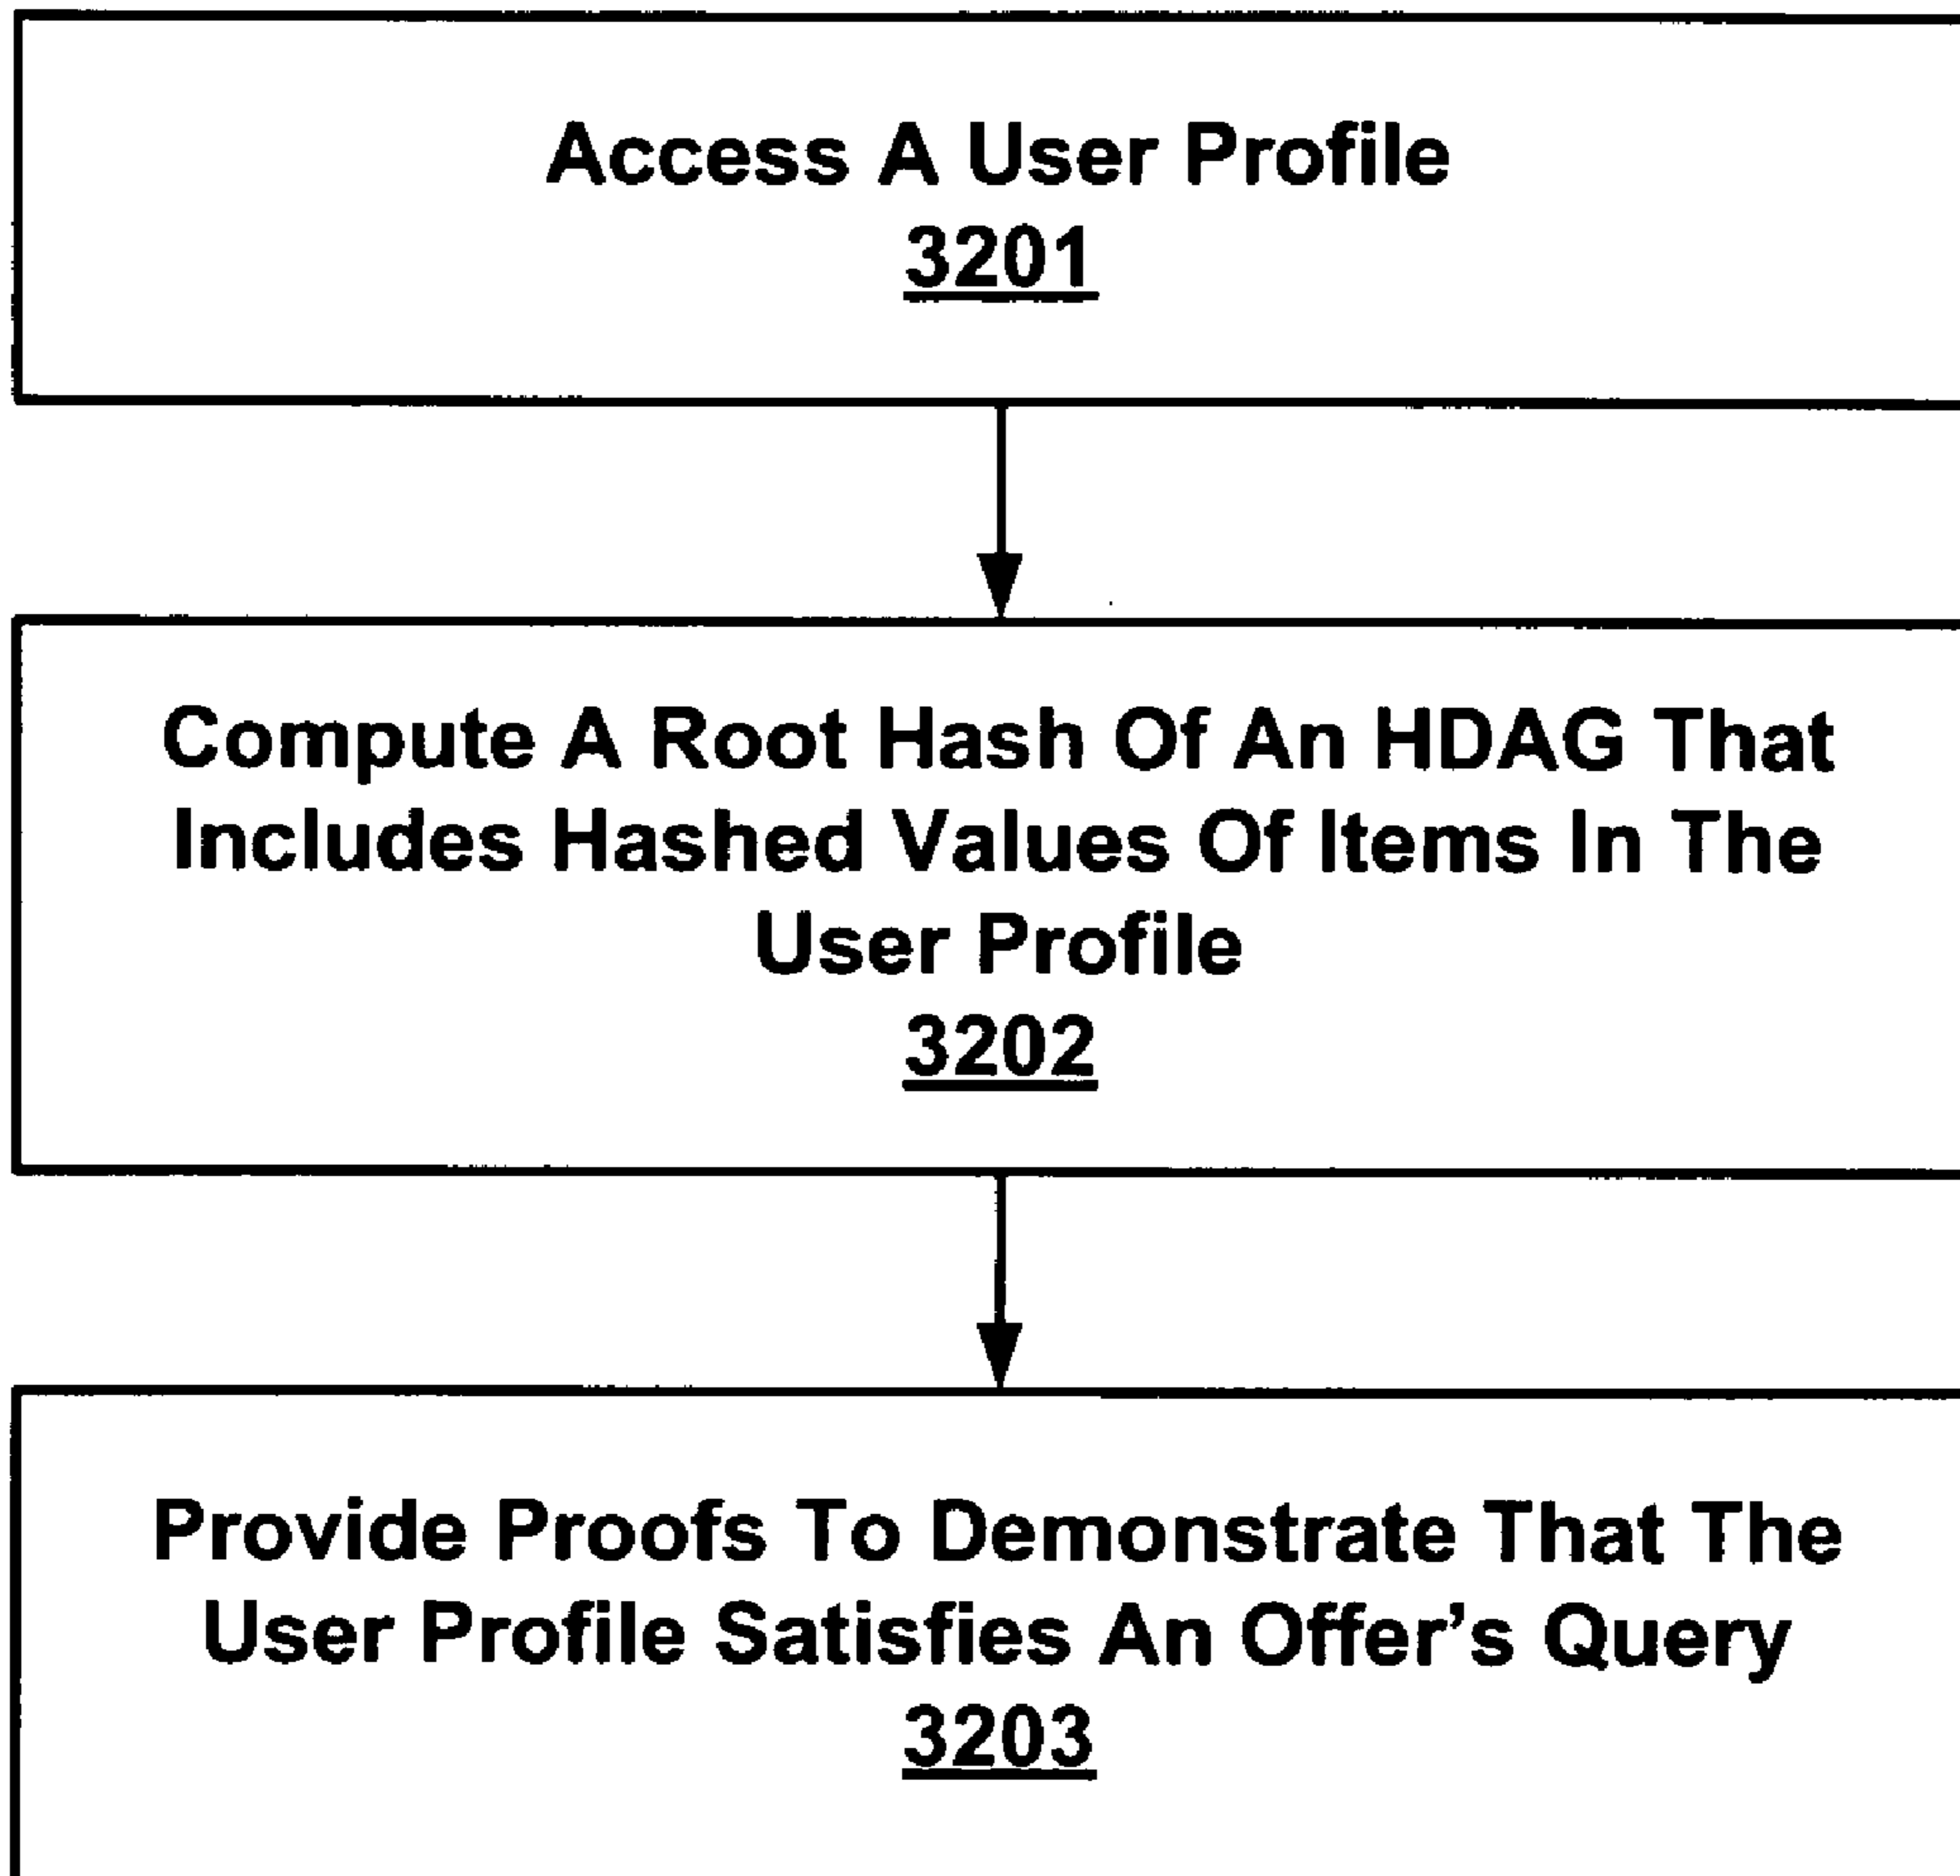 Access A User Profile
3201
Compute A Root Hash Of An HDAG That
Includes Hashed Values Of Items In The
User Profile
3202
Provide Proofs To Demonstrate That The
User Profile Satisfies An Offer's Query
3203